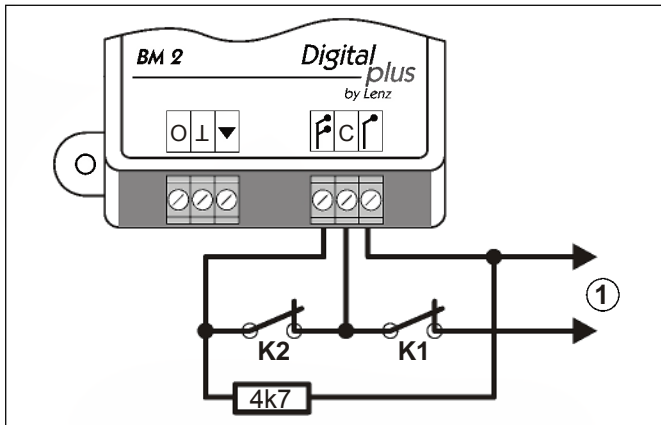 BM 2
Digital
plus
by Lenz
O ⊥ ▼
C
1
K2
K1
4k7